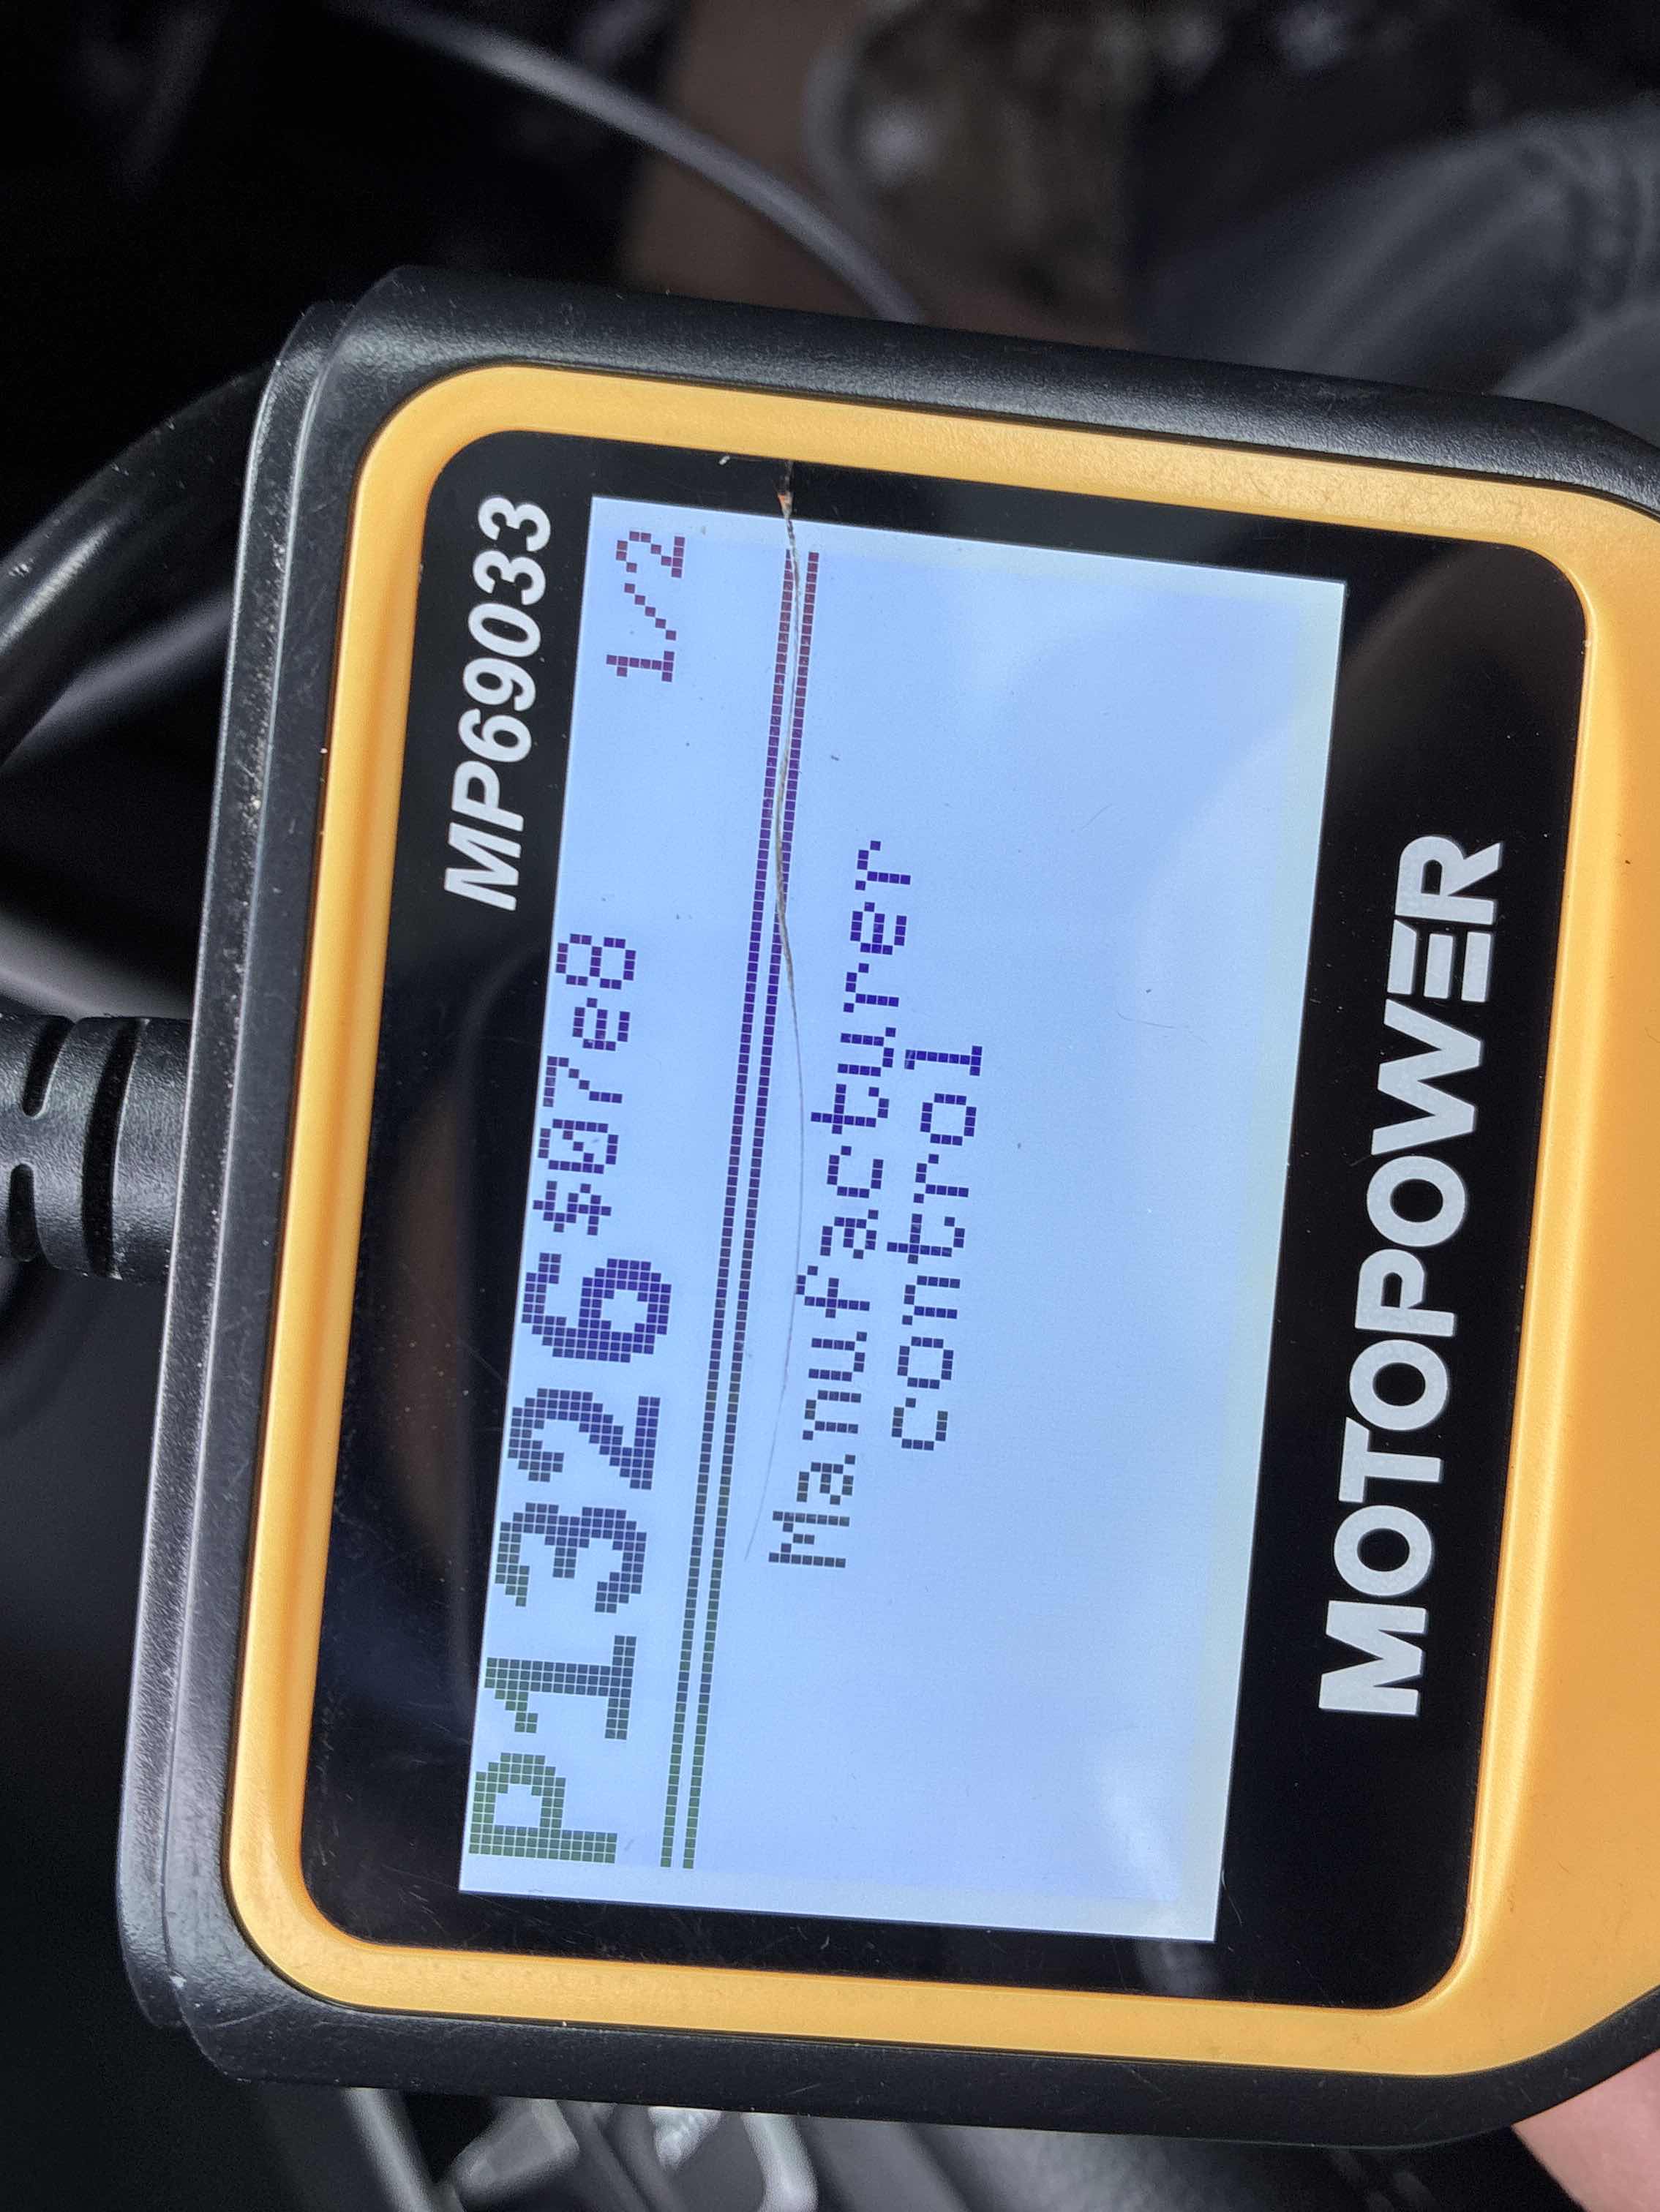 MP69033
P1326$07e8 1/2
Manufacturer
control
MOTOPOWER